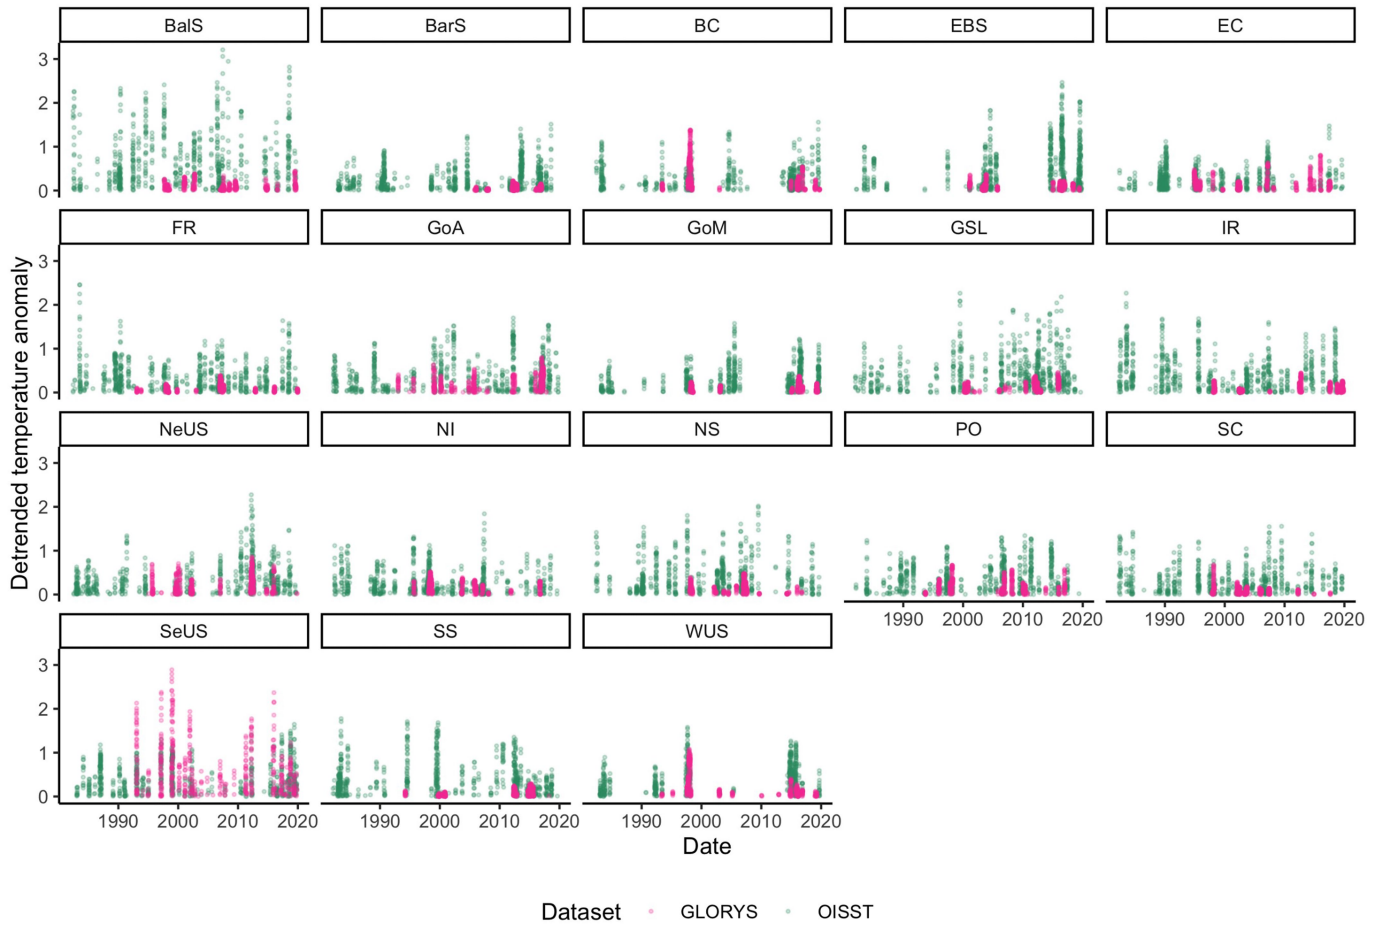 BalS BarS BC EBS EC
3
2
1
0
FR GoA GoM GSL IR
3
2
1
0
NeUS NI NS PO SC
3
2
1
0
1990 2000 2010 2020 1990 2000 2010 2020
SeUS SS WUS
3
2
1
0
1990 2000 2010 2020 1990 2000 2010 2020 1990 2000 2010 2020
Detrended temperature anomaly
Date
Dataset GLORYS OISST